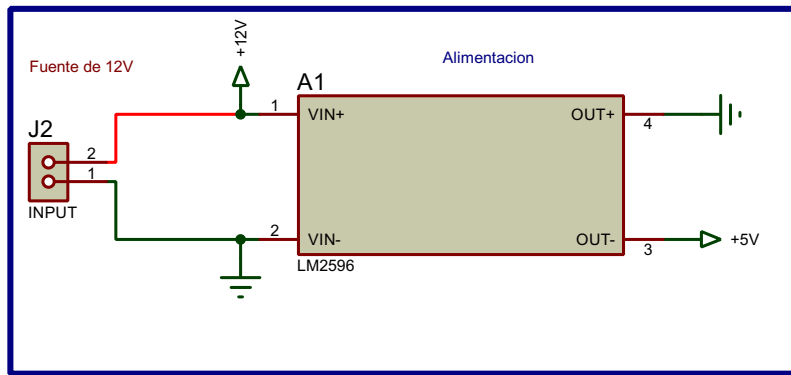 +12V
Alimentacion
Fuente de 12V
A1
1
VIN+
OUT+
4
J2
2
1
INPUT
2
VIN-
OUT-
3
+5V
LM2596